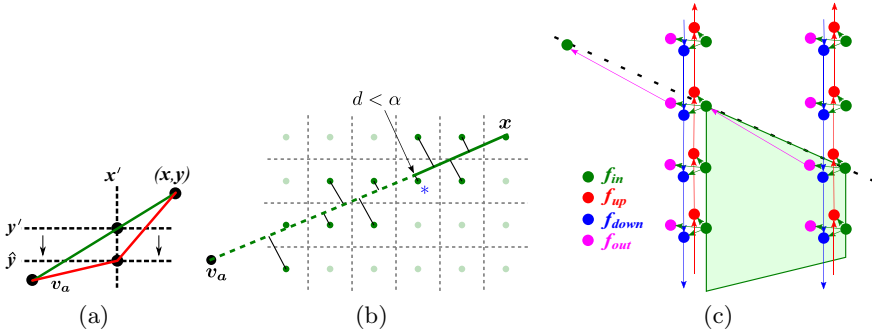 x′
(x,y)
y′
ŷ
v_a
(a)
d < α
x
*
v_a
(b)
f_in
f_up
f_down
f_out
(c)